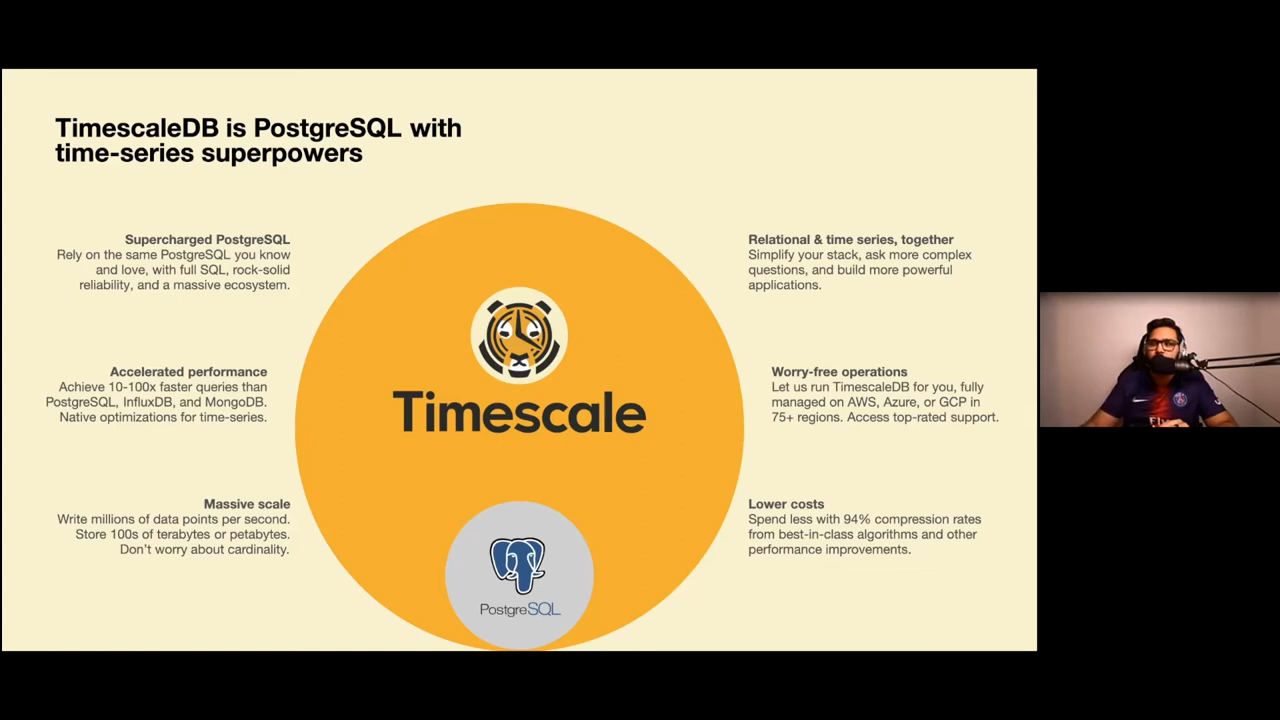 TimescaleDB is PostgreSQL with
time-series superpowers
Supercharged PostgreSQL
Rely on the same PostgreSQL you know
and love, with full SQL, rock-solid
reliability, and a massive ecosystem.
Accelerated performance
Achieve 10-100x faster queries than
PostgreSQL, InfluxDB, and MongoDB.
Native optimizations for time-series.
Massive scale
Write millions of data points per second.
Store 100s of terabytes or petabytes.
Don't worry about cardinality.
Timescale
PostgreSQL
Relational & time series, together
Simplify your stack, ask more complex
questions, and build more powerful
applications.
Worry-free operations
Let us run TimescaleDB for you, fully
managed on AWS, Azure, or GCP in
75+ regions. Access top-rated support.
Lower costs
Spend less with 94% compression rates
from best-in-class algorithms and other
performance improvements.